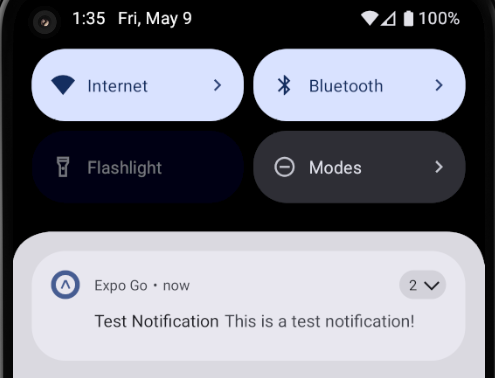 1:35 Fri, May 9 100%
Internet Bluetooth
Flashlight Modes
Expo Go • now 2
Test Notification This is a test notification!